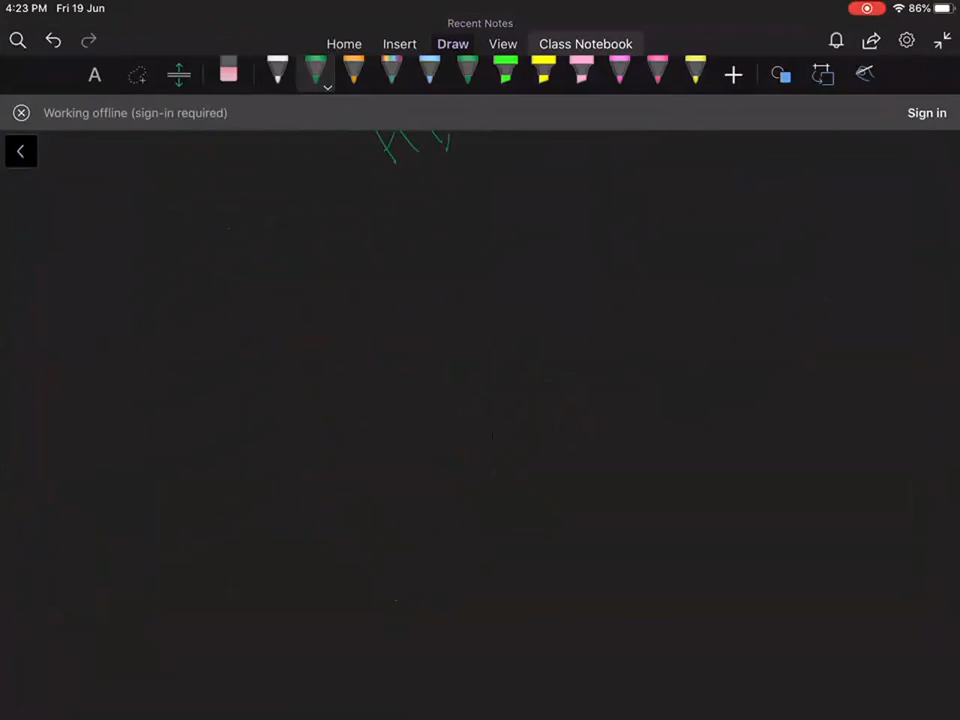 4:23 PM Fri 19 Jun 86%
Recent Notes
Home Insert Draw View Class Notebook
A
Working offline (sign-in required) Sign in